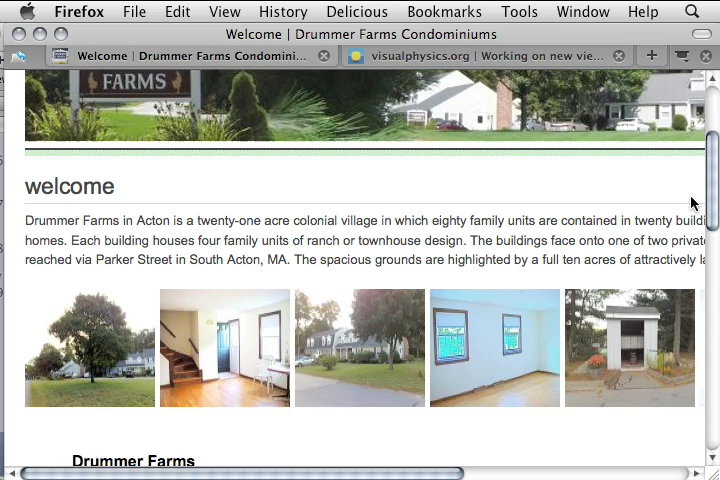 Firefox File Edit View History Delicious Bookmarks Tools Window Help
Welcome | Drummer Farms Condominiums
Welcome | Drummer Farms Condomini... visualphysics.org | Working on new vie...
FARMS
welcome
Drummer Farms in Acton is a twenty-one acre colonial village in which eighty family units are contained in twenty buildi
homes. Each building houses four family units of ranch or townhouse design. The buildings face onto one of two private
reached via Parker Street in South Acton, MA. The spacious grounds are highlighted by a full ten acres of attractively la
Drummer Farms